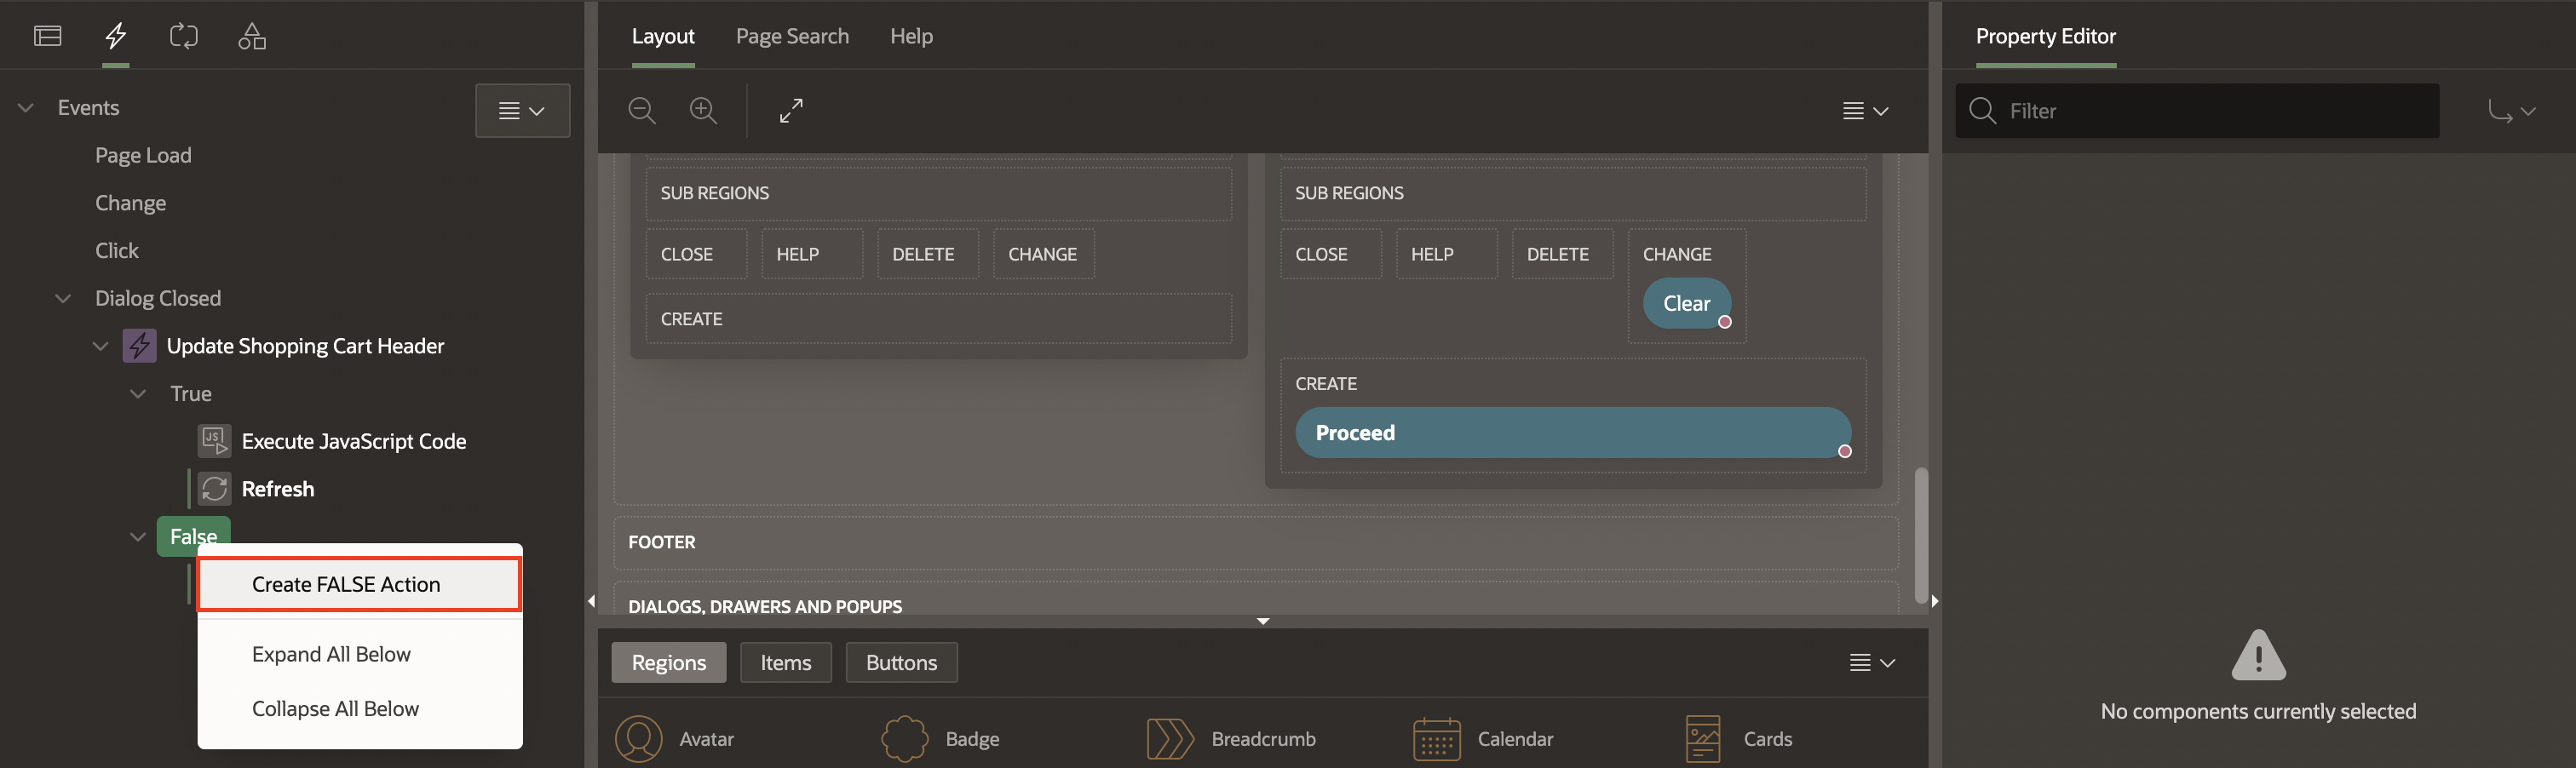 Layout
Page Search
Help
Property Editor
Events
Filter
Page Load
Change
Click
Dialog Closed
Update Shopping Cart Header
True
JS
Execute JavaScript Code
Refresh
False
Create FALSE Action
Expand All Below
Collapse All Below
SUB REGIONS
CLOSE
HELP
DELETE
CHANGE
CREATE
SUB REGIONS
CLOSE
HELP
DELETE
CHANGE
Clear
CREATE
Proceed
FOOTER
DIALOGS, DRAWERS AND POPUPS
Regions
Items
Buttons
Avatar
Badge
Breadcrumb
Calendar
Cards
No components currently selected